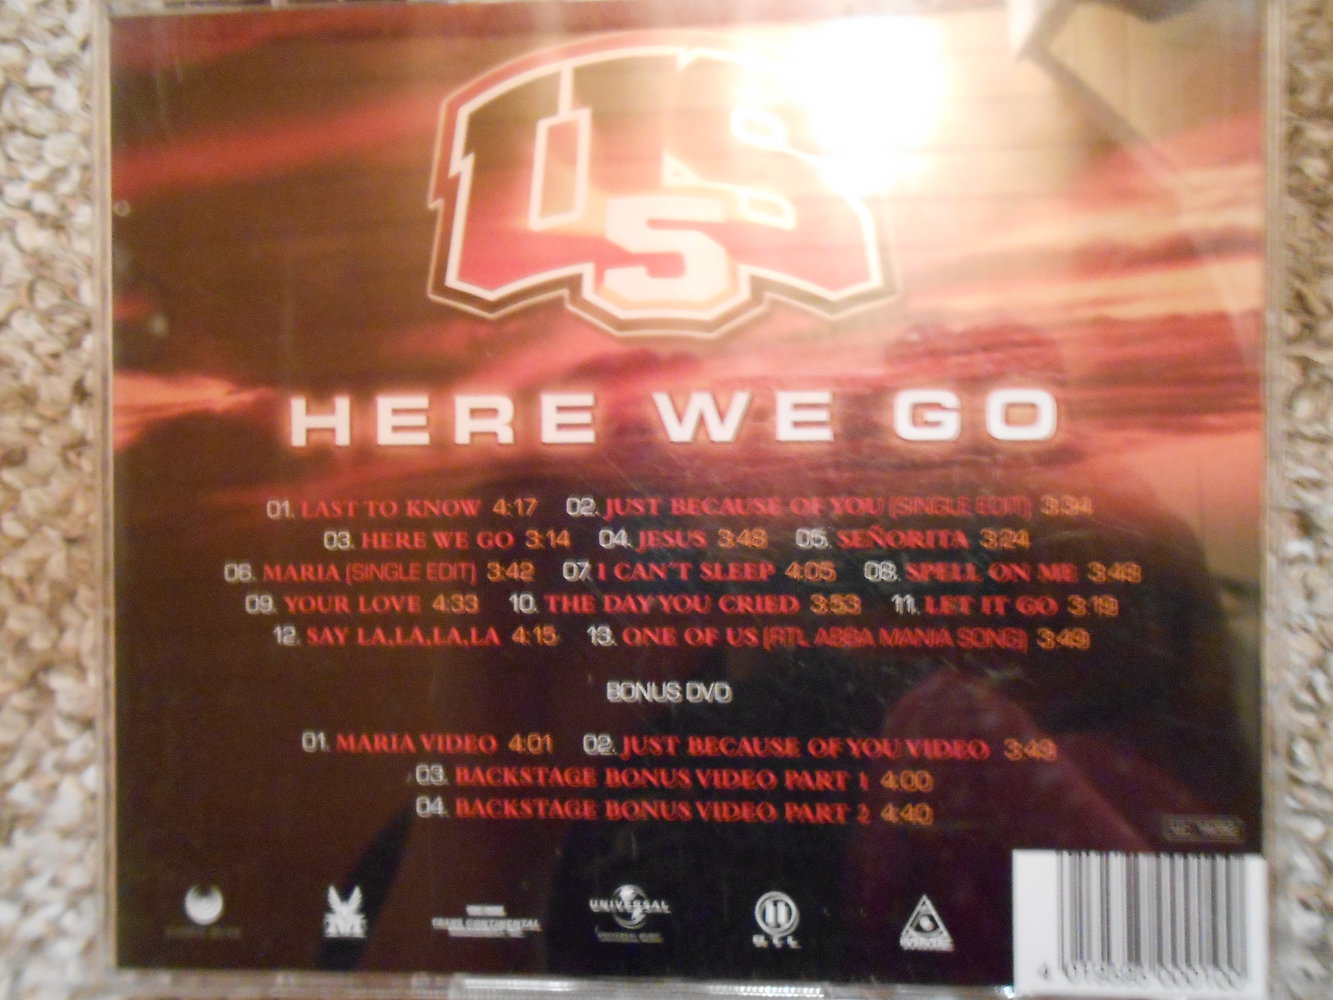 US
5
HERE WE GO
01. LAST TO KNOW 4:17 02. JUST BECAUSE OF YOU (SINGLE EDIT) 3:34
03. HERE WE GO 3:14 04. JESUS 3:48 05. SEÑORITA 3:24
06. MARIA (SINGLE EDIT) 3:42 07. I CAN'T SLEEP 4:05 08. SPELL ON ME 3:48
09. YOUR LOVE 4:33 10. THE DAY YOU CRIED 3:53 11. LET IT GO 3:19
12. SAY LA,LA,LA,LA 4:15 13. ONE OF US (RTL ABBA MANIA SONG) 3:49
BONUS DVD
01. MARIA VIDEO 4:01 02. JUST BECAUSE OF YOU VIDEO 3:49
03. BACKSTAGE BONUS VIDEO PART 1 4:00
04. BACKSTAGE BONUS VIDEO PART 2 4:40
TRANS CONTINENTAL
UNIVERSAL
UNIVERSAL MUSIC